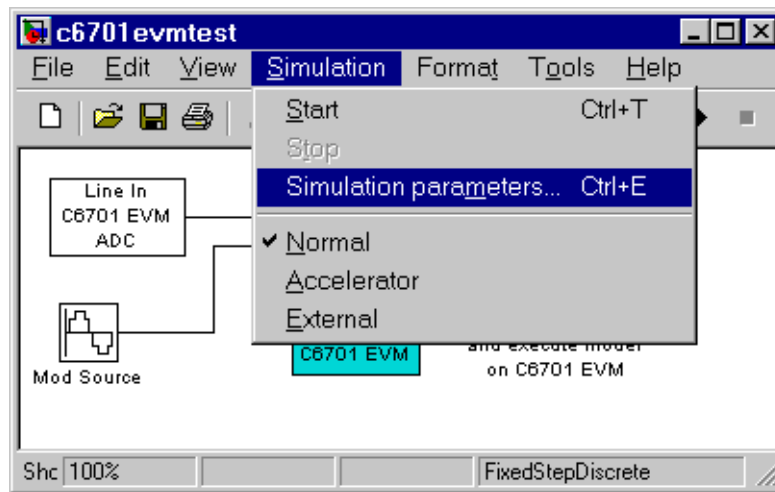 c6701evmtest
File Edit View Simulation Format Tools Help
Start Ctrl+T
Stop
Simulation parameters... Ctrl+E
Normal
Accelerator
External
Line In
C6701 EVM
ADC
Mod Source
C6701 EVM
and execute model
on C6701 EVM
Shc 100% FixedStepDiscrete